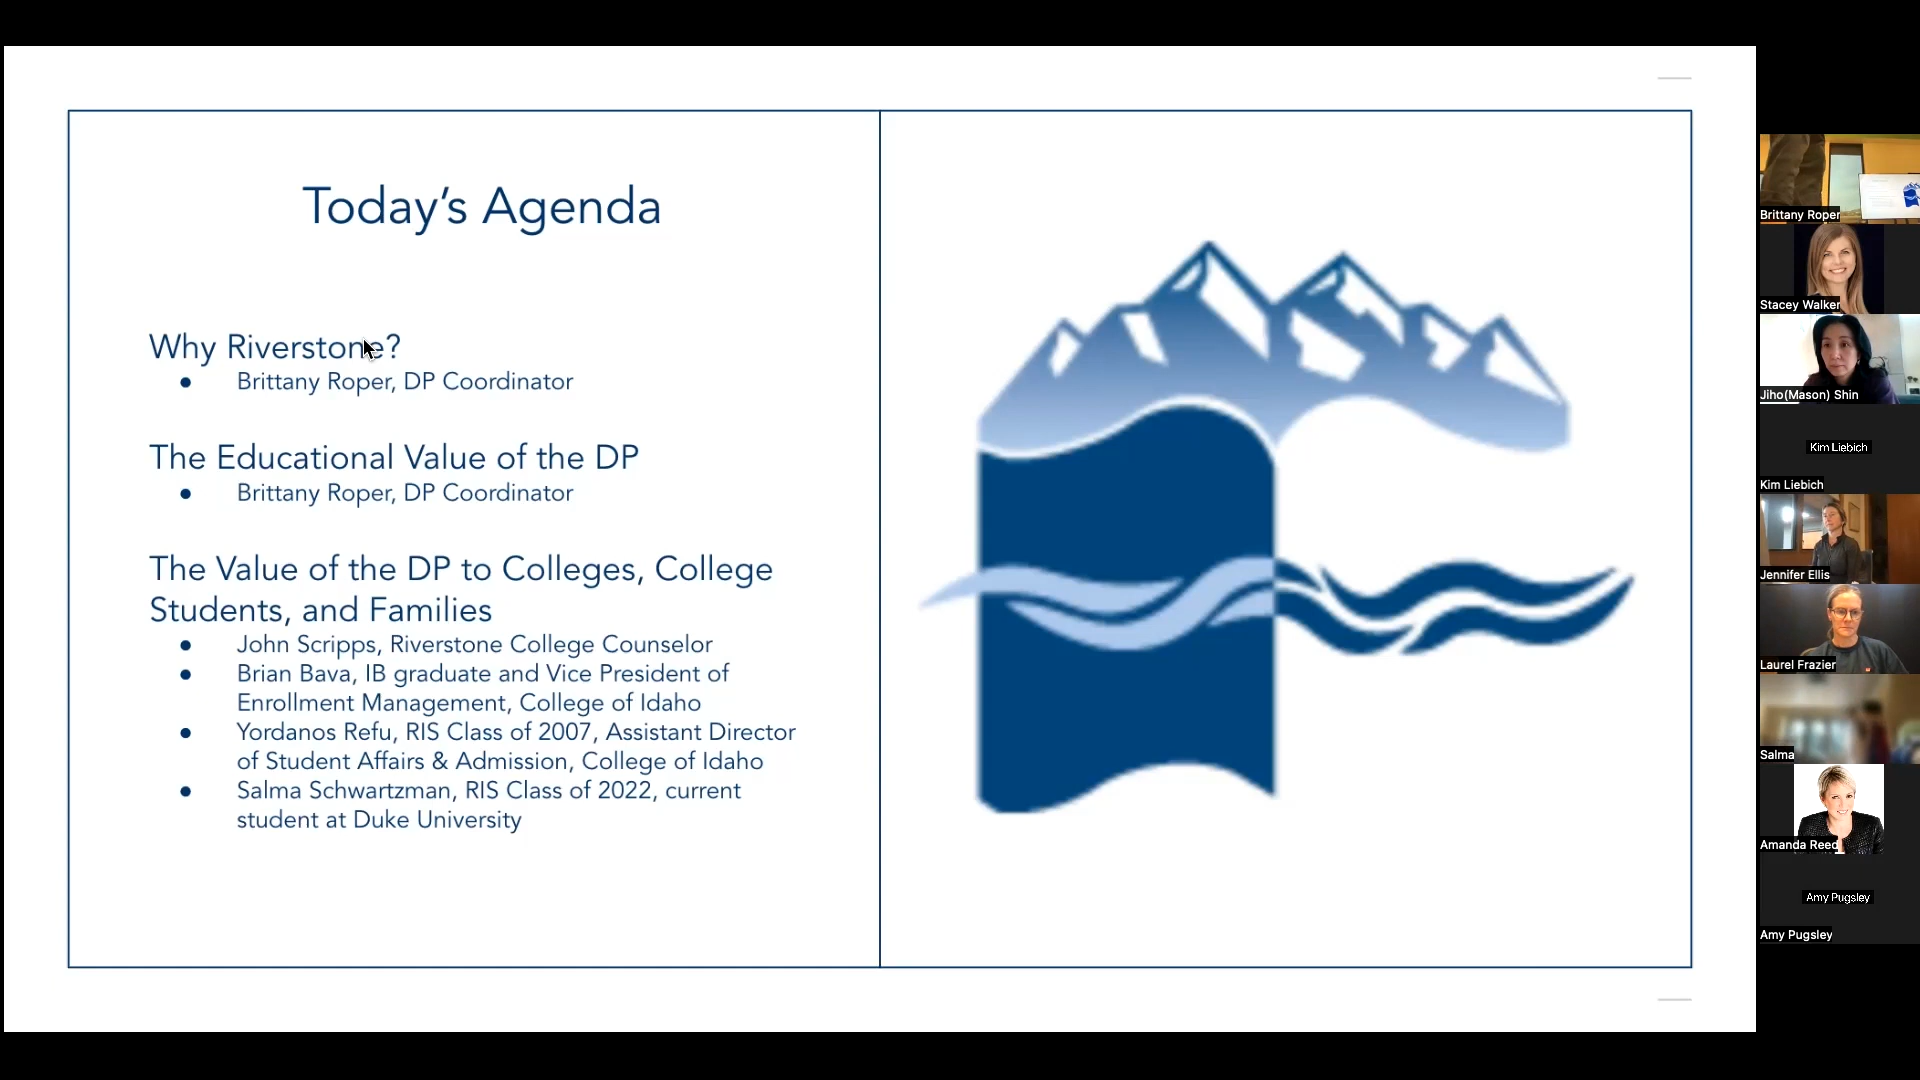 Today's Agenda
Why Riverstone?
● Brittany Roper, DP Coordinator
The Educational Value of the DP
● Brittany Roper, DP Coordinator
The Value of the DP to Colleges, College
Students, and Families
● John Scripps, Riverstone College Counselor
● Brian Bava, IB graduate and Vice President of
Enrollment Management, College of Idaho
● Yordanos Refu, RIS Class of 2007, Assistant Director
of Student Affairs & Admission, College of Idaho
● Salma Schwartzman, RIS Class of 2022, current
student at Duke University
Brittany Roper
Stacey Walker
Jiho(Mason) Shin
Kim Liebich
Kim Liebich
Jennifer Ellis
Laurel Frazier
Salma
Amanda Reed
Amy Pugsley
Amy Pugsley